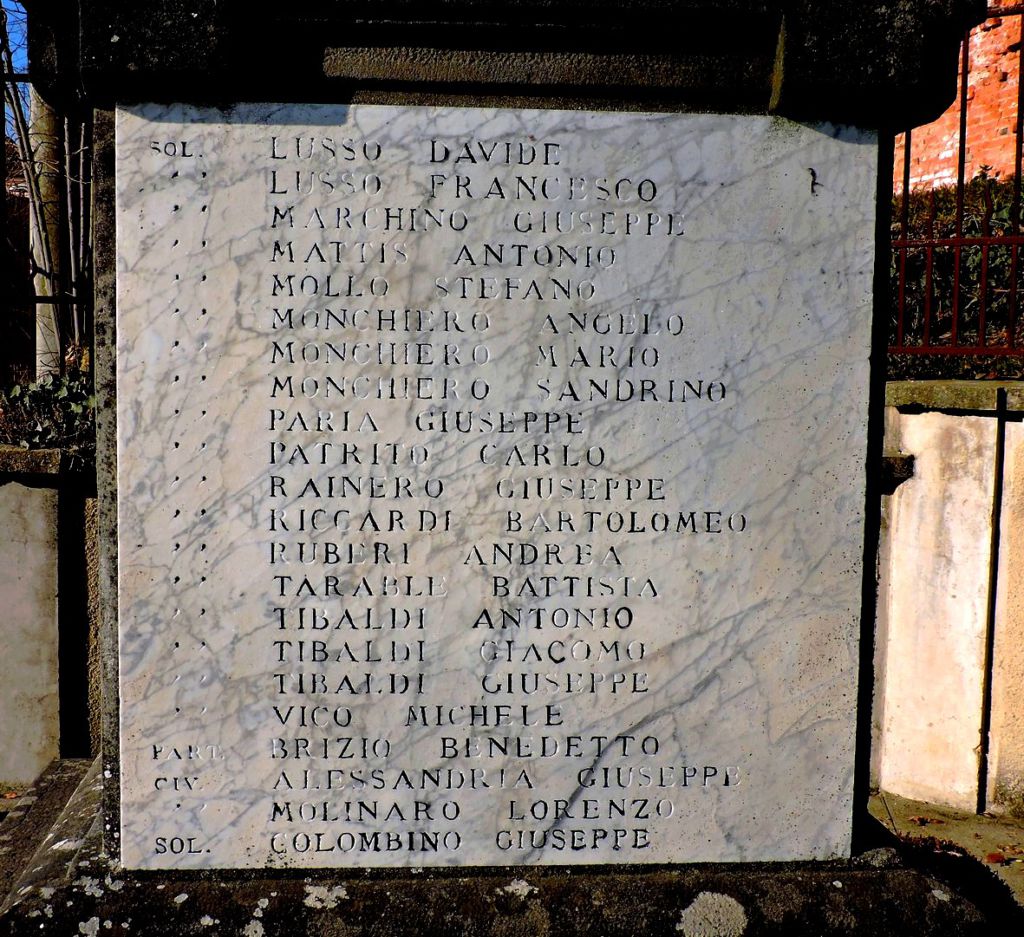 SOL. LUSSO DAVIDE
,, LUSSO FRANCESCO
,, MARCHINO GIUSEPPE
,, MATTIS ANTONIO
,, MOLLO STEFANO
,, MONCHIERO ANGELO
,, MONCHIERO MARIO
,, MONCHIERO SANDRINO
,, PARIA GIUSEPPE
,, PATRITO CARLO
,, RAINERO GIUSEPPE
,, RICCARDI BARTOLOMEO
,, RUBERI ANDREA
,, TARABLE BATTISTA
,, TIBALDI ANTONIO
,, TIBALDI GIACOMO
,, TIBALDI GIUSEPPE
,, VICO MICHELE
PART. BRIZIO BENEDETTO
CIV. ALESSANDRIA GIUSEPPE
,, MOLINARO LORENZO
SOL. COLOMBINO GIUSEPPE